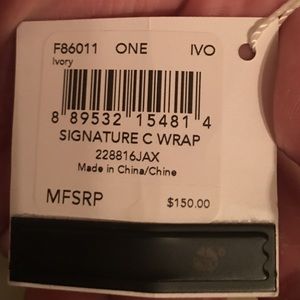 F86011 ONE IVO
Ivory
8 89532 15481 4
SIGNATURE C WRAP
228816JAX
Made in China/Chine
MFSRP $150.00